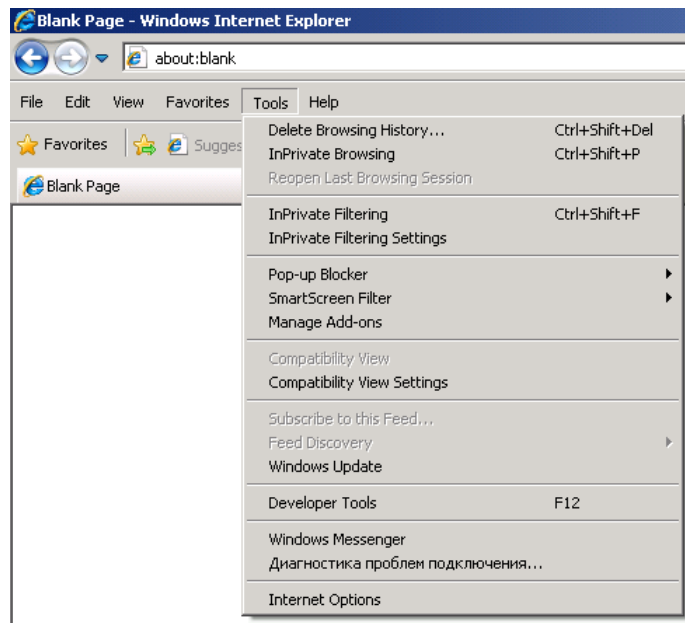 Blank Page - Windows Internet Explorer
about:blank
File Edit View Favorites Tools Help
Favorites Sugges
Blank Page
Delete Browsing History... Ctrl+Shift+Del
InPrivate Browsing Ctrl+Shift+P
Reopen Last Browsing Session
InPrivate Filtering Ctrl+Shift+F
InPrivate Filtering Settings
Pop-up Blocker
SmartScreen Filter
Manage Add-ons
Compatibility View
Compatibility View Settings
Subscribe to this Feed...
Feed Discovery
Windows Update
Developer Tools F12
Windows Messenger
Диагностика проблем подключения...
Internet Options